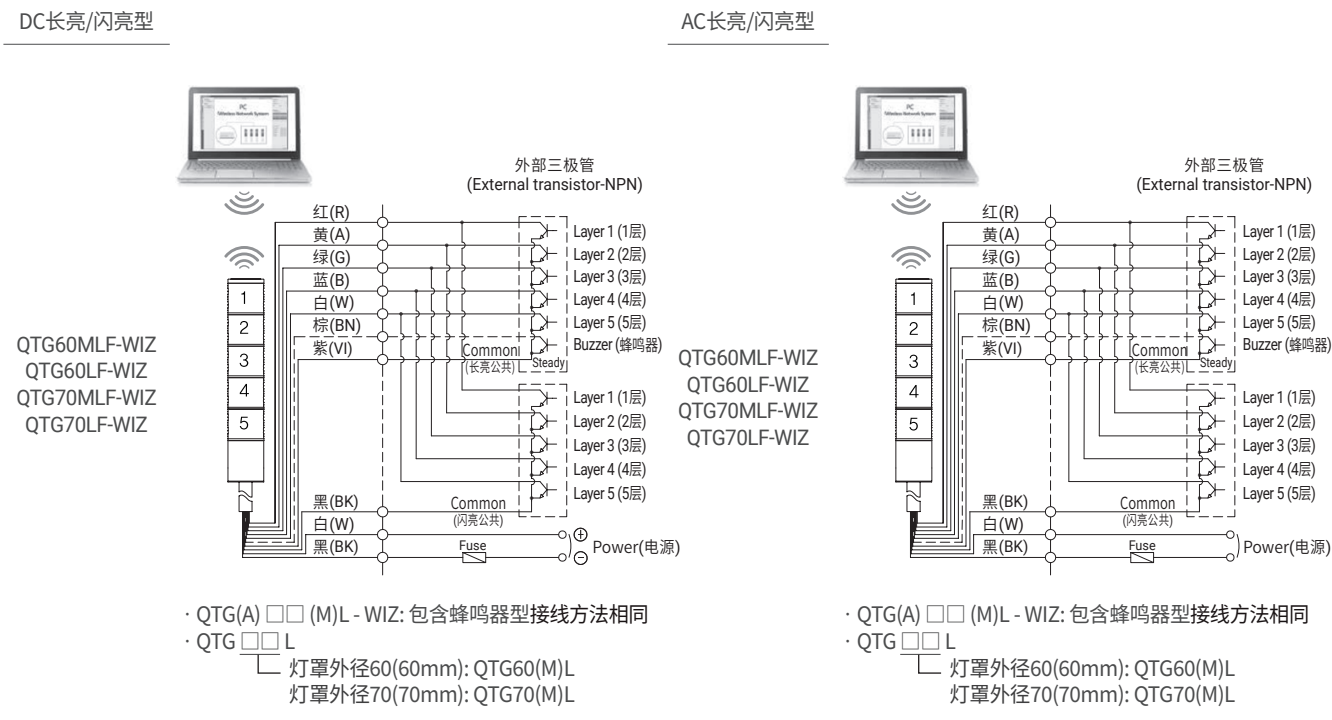 DC长亮/闪亮型
PC
Wireless Network System
外部三极管
(External transistor-NPN)
红(R)
黄(A)
绿(G)
蓝(B)
白(W)
棕(BN)
紫(VI)
Layer 1 (1层)
Layer 2 (2层)
Layer 3 (3层)
Layer 4 (4层)
Layer 5 (5层)
Buzzer (蜂鸣器)
Common
(长亮公共)
Steady
1
2
3
4
5
QTG60MLF-WIZ
QTG60LF-WIZ
QTG70MLF-WIZ
QTG70LF-WIZ
Layer 1 (1层)
Layer 2 (2层)
Layer 3 (3层)
Layer 4 (4层)
Layer 5 (5层)
黑(BK)
Common
(闪亮公共)
白(W)
黑(BK)
Fuse
⊕
⊖
Power(电源)
· QTG(A) □□ (M)L - WIZ: 包含蜂鸣器型接线方法相同
· QTG □□ L
灯罩外径60(60mm): QTG60(M)L
灯罩外径70(70mm): QTG70(M)L
AC长亮/闪亮型
PC
Wireless Network System
外部三极管
(External transistor-NPN)
红(R)
黄(A)
绿(G)
蓝(B)
白(W)
棕(BN)
紫(VI)
Layer 1 (1层)
Layer 2 (2层)
Layer 3 (3层)
Layer 4 (4层)
Layer 5 (5层)
Buzzer (蜂鸣器)
Common
(长亮公共)
Steady
1
2
3
4
5
QTG60MLF-WIZ
QTG60LF-WIZ
QTG70MLF-WIZ
QTG70LF-WIZ
Layer 1 (1层)
Layer 2 (2层)
Layer 3 (3层)
Layer 4 (4层)
Layer 5 (5层)
黑(BK)
Common
(闪亮公共)
白(W)
黑(BK)
Fuse
Power(电源)
· QTG(A) □□ (M)L - WIZ: 包含蜂鸣器型接线方法相同
· QTG □□ L
灯罩外径60(60mm): QTG60(M)L
灯罩外径70(70mm): QTG70(M)L